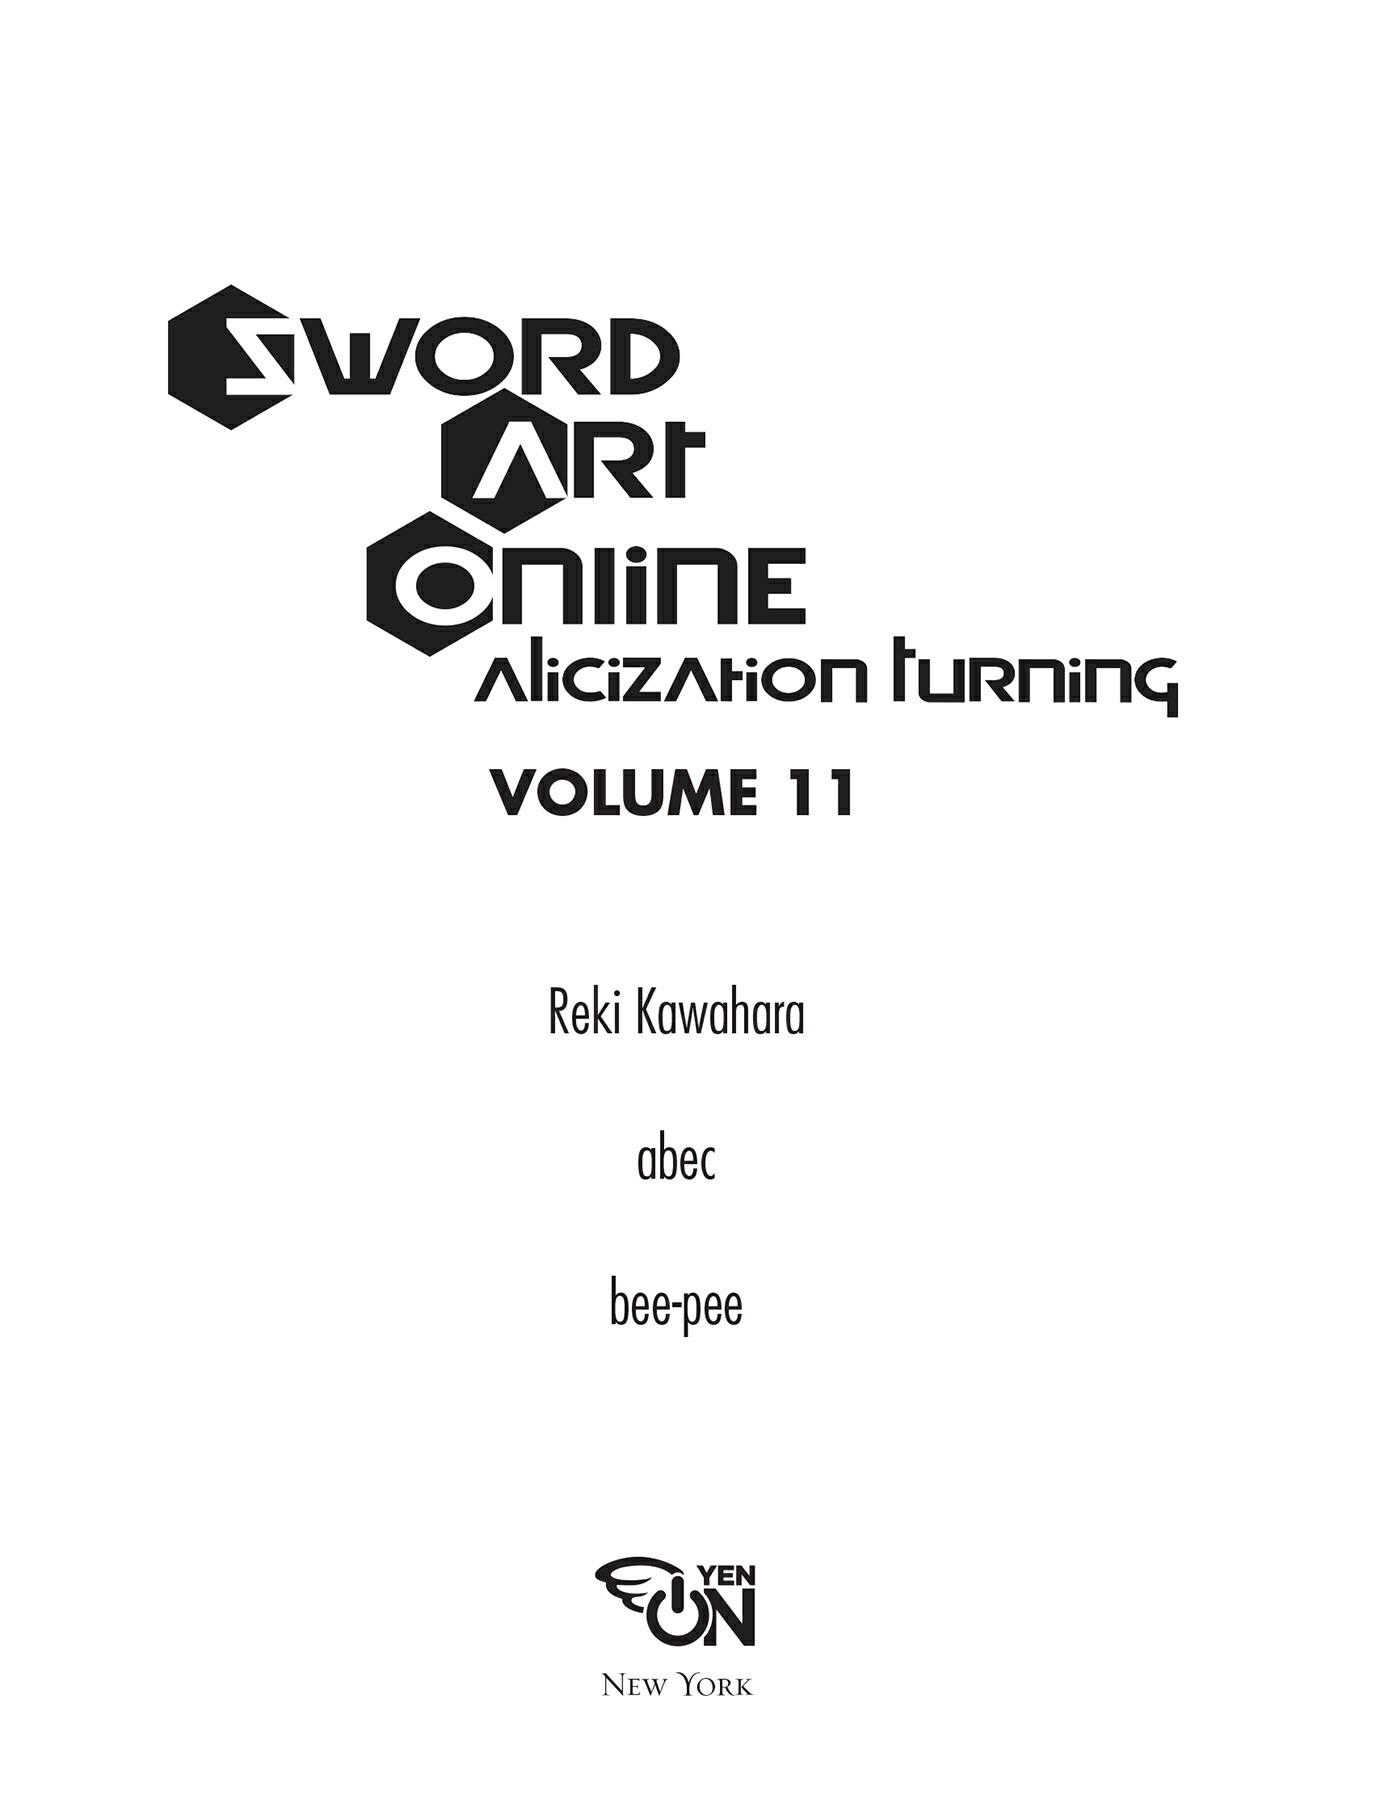 SWORD
ART
ONLINE
ALICIZATION TURNING
VOLUME 11
Reki Kawahara
abec
bee-pee
YEN
ON
NEW YORK